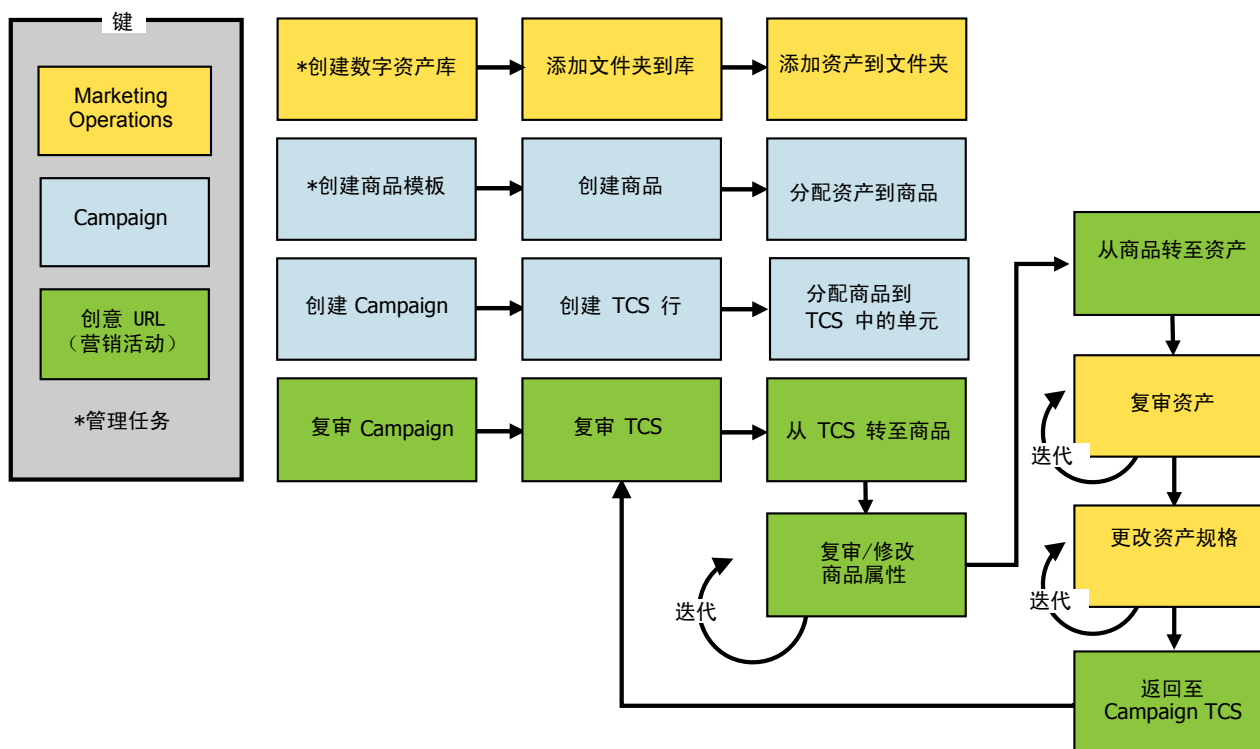 键
Marketing
Operations
Campaign
创意 URL
（营销活动）
*管理任务
*创建数字资产库
添加文件夹到库
添加资产到文件夹
*创建商品模板
创建商品
分配资产到商品
创建 Campaign
创建 TCS 行
分配商品到
TCS 中的单元
复审 Campaign
复审 TCS
从 TCS 转至商品
复审/修改
商品属性
迭代
从商品转至资产
复审资产
迭代
更改资产规格
迭代
返回至
Campaign TCS